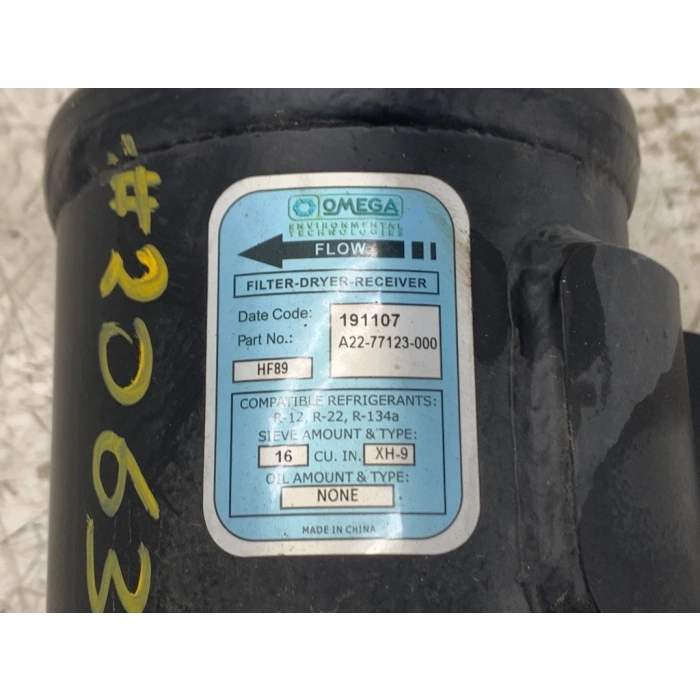 #3063
OMEGA
ENVIRONMENTAL
TECHNOLOGIES
FLOW
FILTER-DRYER-RECEIVER
Date Code: 191107
Part No.: A22-77123-000
HF89
COMPATIBLE REFRIGERANTS:
R-12, R-22, R-134a
SIEVE AMOUNT & TYPE:
16 CU. IN. XH-9
OIL AMOUNT & TYPE:
NONE
MADE IN CHINA